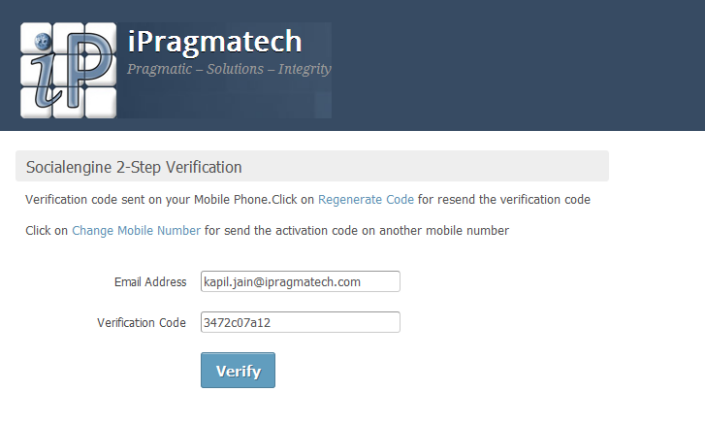 iP
iPragmatech
Pragmatic – Solutions – Integrity
Socialengine 2-Step Verification
Verification code sent on your Mobile Phone.Click on Regenerate Code for resend the verification code
Click on Change Mobile Number for send the activation code on another mobile number
Email Address kapil.jain@ipragmatech.com
Verification Code 3472c07a12
Verify